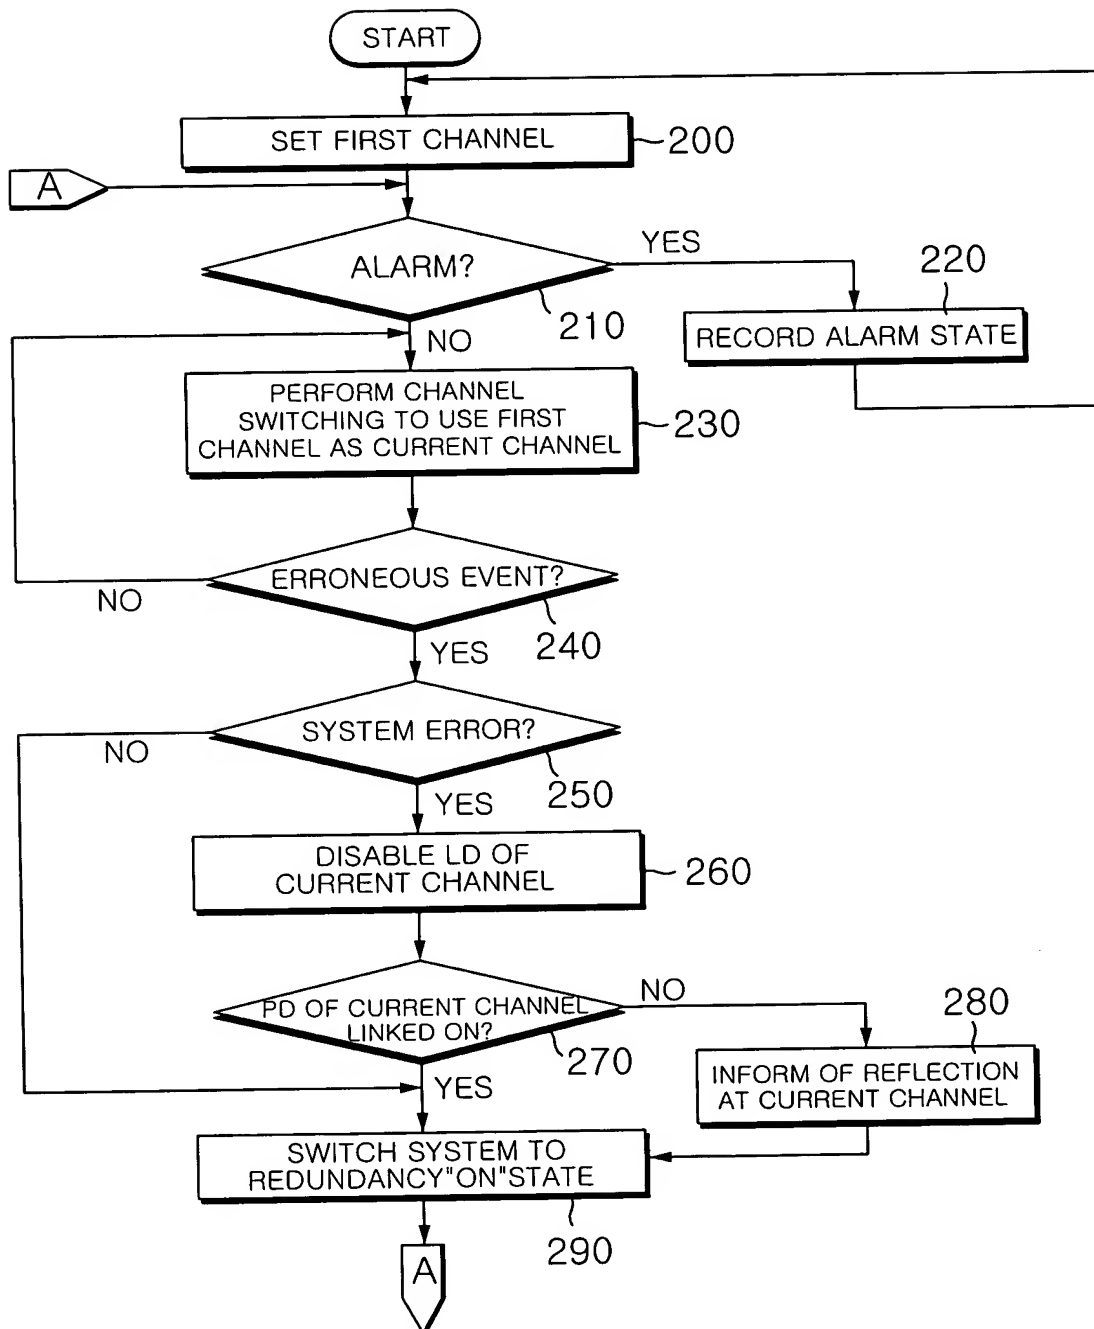 START
SET FIRST CHANNEL
200
A
ALARM?
YES
210
NO
220
RECORD ALARM STATE
PERFORM CHANNEL
SWITCHING TO USE FIRST
CHANNEL AS CURRENT CHANNEL
230
ERRONEOUS EVENT?
NO
240
YES
SYSTEM ERROR?
NO
250
YES
DISABLE LD OF
CURRENT CHANNEL
260
PD OF CURRENT CHANNEL
LINKED ON?
NO
270
YES
280
INFORM OF REFLECTION
AT CURRENT CHANNEL
SWITCH SYSTEM TO
REDUNDANCY"ON"STATE
290
A